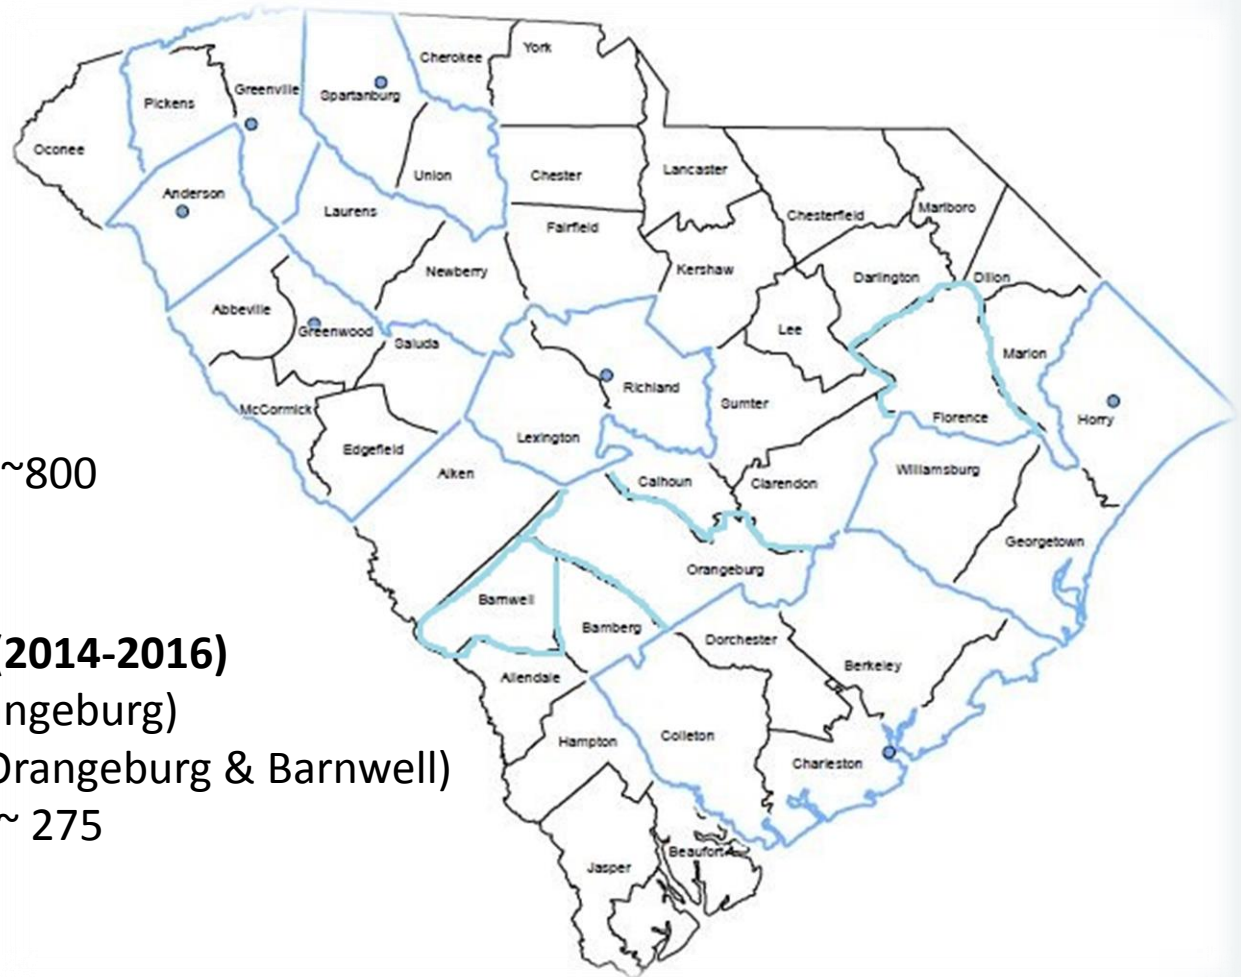 York
Cherokee
Greenville
Spartanburg
Pickens
Oconee
Union
Chester
Lancaster
Anderson
Laurens
Chesterfield
Marlboro
Fairfield
Newberry
Kershaw
Darlington
Dillon
Abbeville
Greenwood
Saluda
Lee
Marion
Richland
McCormick
Sumter
Florence
Horry
Lexington
Edgefield
Aiken
Calhoun
Clarendon
Williamsburg
~800
Georgetown
Orangeburg
Barnwell
Bamberg
Dorchester
(2014-2016)
Berkeley
Allendale
ngeburg)
Hampton
Colleton
Orangeburg & Barnwell)
Charleston
~ 275
Beaufort
Jasper